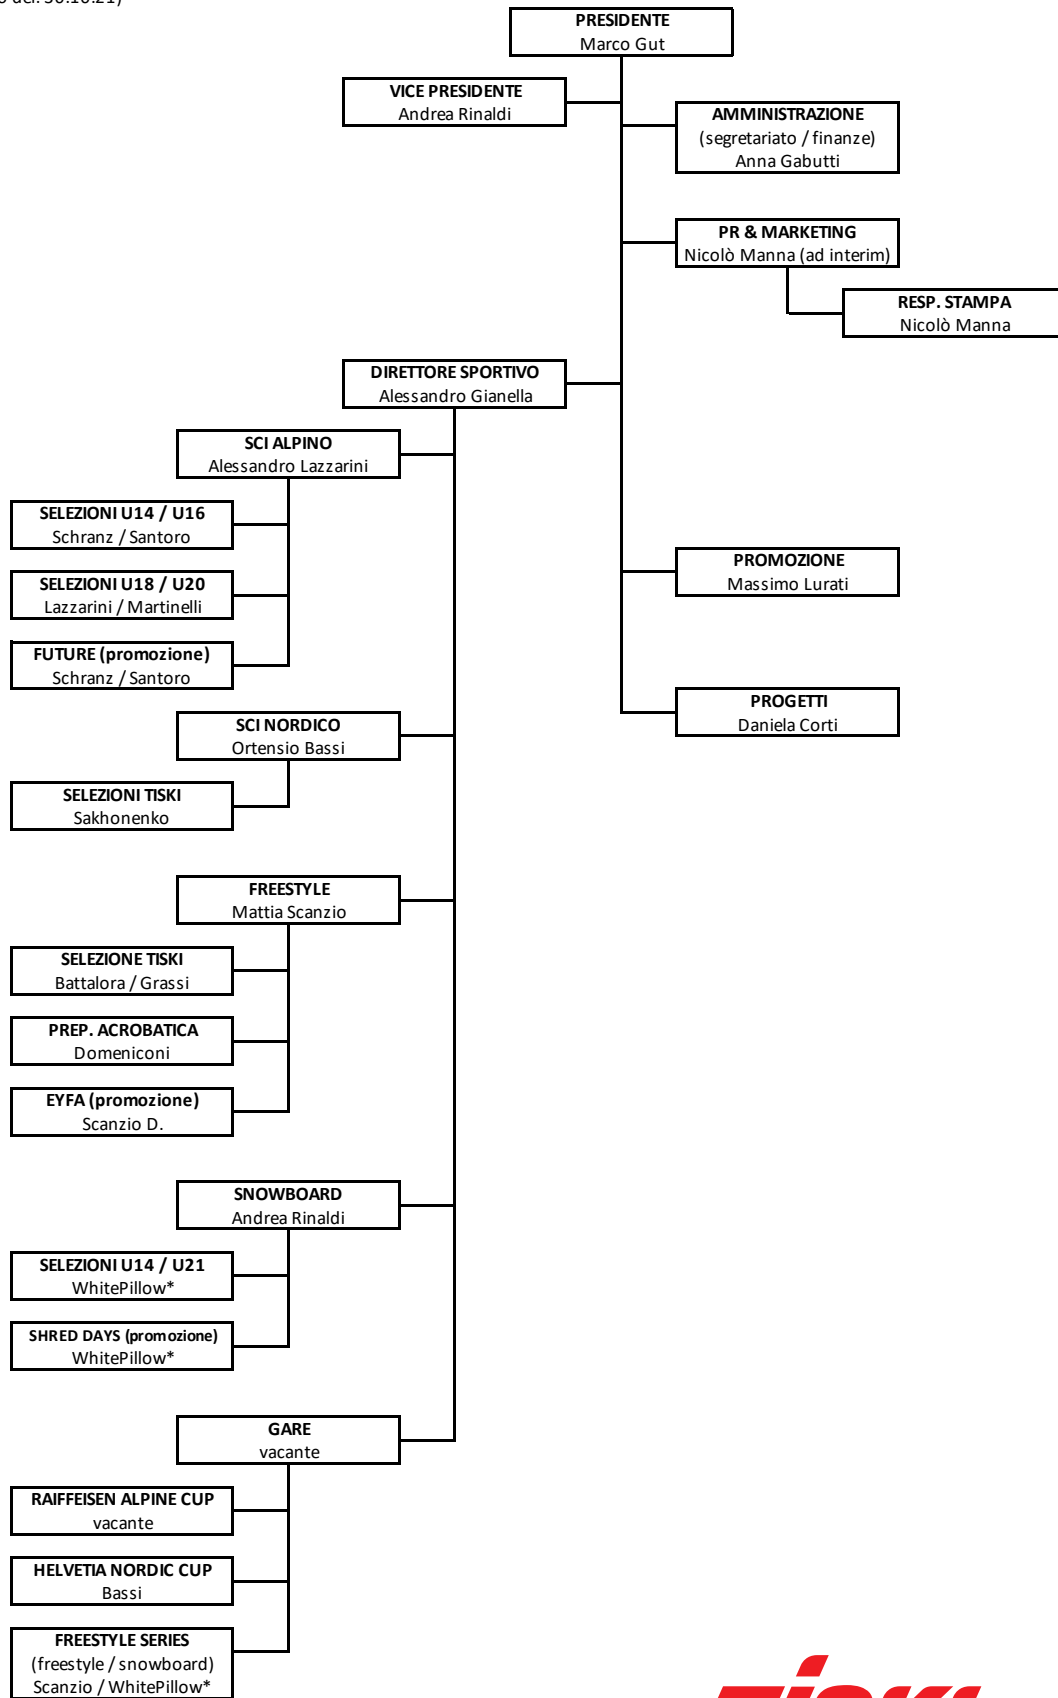 del: 30.10.21)
PRESIDENTE
Marco Gut
VICE PRESIDENTE
Andrea Rinaldi
AMMINISTRAZIONE
(segretariato / finanze)
Anna Gabutti
PR & MARKETING
Nicolò Manna (ad interim)
RESP. STAMPA
Nicolò Manna
DIRETTORE SPORTIVO
Alessandro Gianella
SCI ALPINO
Alessandro Lazzarini
SELEZIONI U14 / U16
Schranz / Santoro
SELEZIONI U18 / U20
Lazzarini / Martinelli
FUTURE (promozione)
Schranz / Santoro
PROMOZIONE
Massimo Lurati
PROGETTI
Daniela Corti
SCI NORDICO
Ortensio Bassi
SELEZIONI TISKI
Sakhonenko
FREESTYLE
Mattia Scanzio
SELEZIONE TISKI
Battalora / Grassi
PREP. ACROBATICA
Domeniconi
EYFA (promozione)
Scanzio D.
SNOWBOARD
Andrea Rinaldi
SELEZIONI U14 / U21
WhitePillow*
SHRED DAYS (promozione)
WhitePillow*
GARE
vacante
RAIFFEISEN ALPINE CUP
vacante
HELVETIA NORDIC CUP
Bassi
FREESTYLE SERIES
(freestyle / snowboard)
Scanzio / WhitePillow*